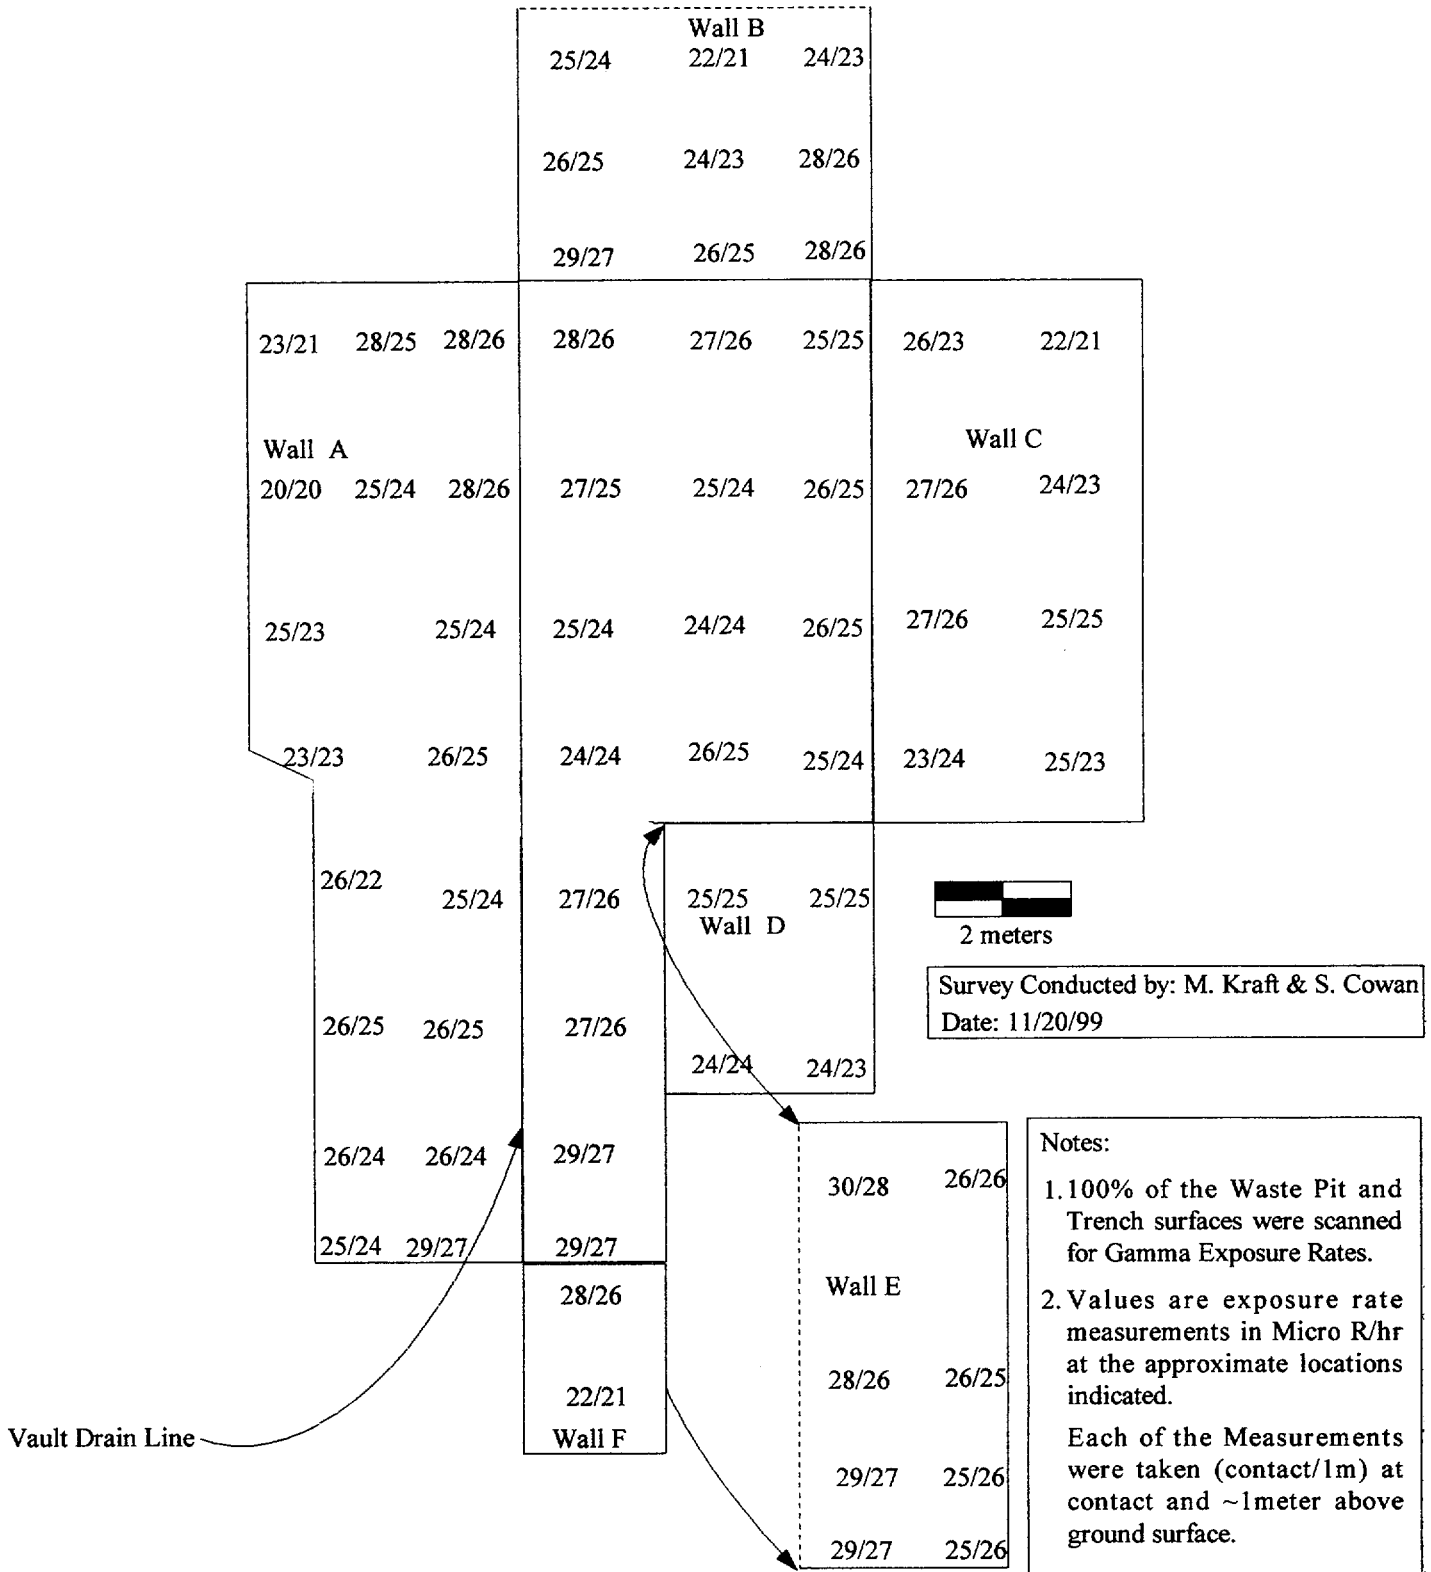 Wall B
25/24 22/21 24/23
26/25 24/23 28/26
29/27 26/25 28/26
23/21 28/25 28/26 28/26 27/26 25/25 26/23 22/21
Wall A
Wall C
20/20 25/24 28/26 27/25 25/24 26/25 27/26 24/23
25/23 25/24 25/24 24/24 26/25 27/26 25/25
23/23 26/25 24/24 26/25 25/24 23/24 25/23
26/22 25/24 27/26 25/25 25/25
Wall D
2 meters
Survey Conducted by: M. Kraft & S. Cowan
Date: 11/20/99
26/25 26/25 27/26
24/24 24/23
26/24 26/24 29/27
25/24 29/27 29/27
28/26
22/21
Wall F
Vault Drain Line
30/28 26/26
Wall E
28/26 26/25
29/27 25/26
29/27 25/26
Notes:
1. 100% of the Waste Pit and
Trench surfaces were scanned
for Gamma Exposure Rates.
2. Values are exposure rate
measurements in Micro R/hr
at the approximate locations
indicated.
Each of the Measurements
were taken (contact/1m) at
contact and ~1meter above
ground surface.